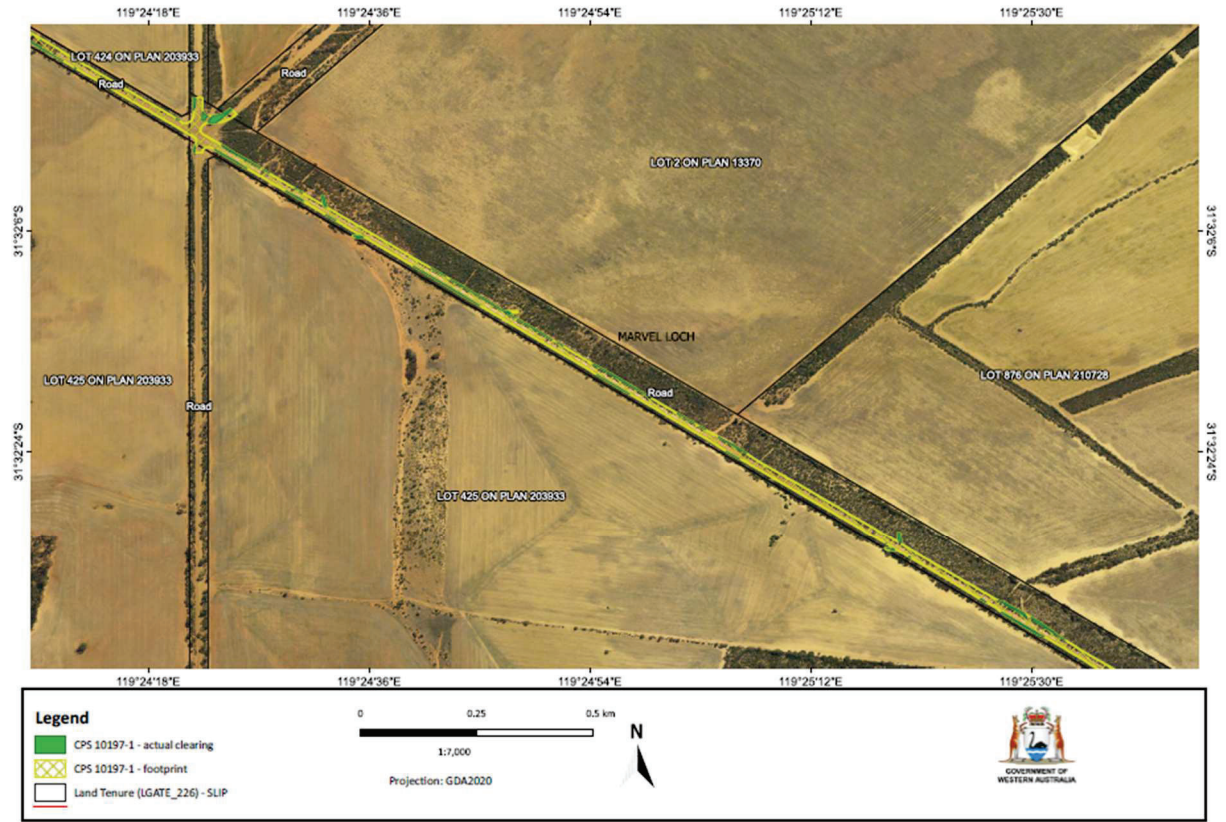 119°24'18"E 119°24'36"E 119°24'54"E 119°25'12"E 119°25'30"E
LOT 424 ON PLAN 203933
Road
Road
LOT 2 ON PLAN 13370
31°32'6"S
31°32'6"S
MARVEL LOCH
LOT 425 ON PLAN 203933
LOT 876 ON PLAN 210728
Road
Road
31°32'24"S
31°32'24"S
LOT 425 ON PLAN 203933
119°24'18"E 119°24'36"E 119°24'54"E 119°25'12"E 119°25'30"E
Legend
CPS 10197-1 - actual clearing
CPS 10197-1 - footprint
Land Tenure (LGATE_226) - SLIP
0 0.25 0.5 km
1:7,000
Projection: GDA2020
N
GOVERNMENT OF
WESTERN AUSTRALIA